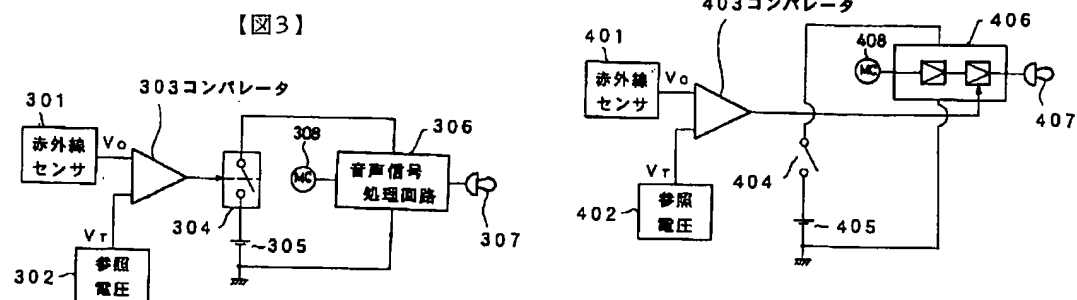 【図3】
303コンパレータ
301
赤外線
センサ
Vo
308
MC
306
音声信号
処理回路
304
305
307
Vr
302
参照
電圧
403コンパレータ
401
赤外線
センサ
Vo
408
MC
406
407
404
Vr
402
参照
電圧
405